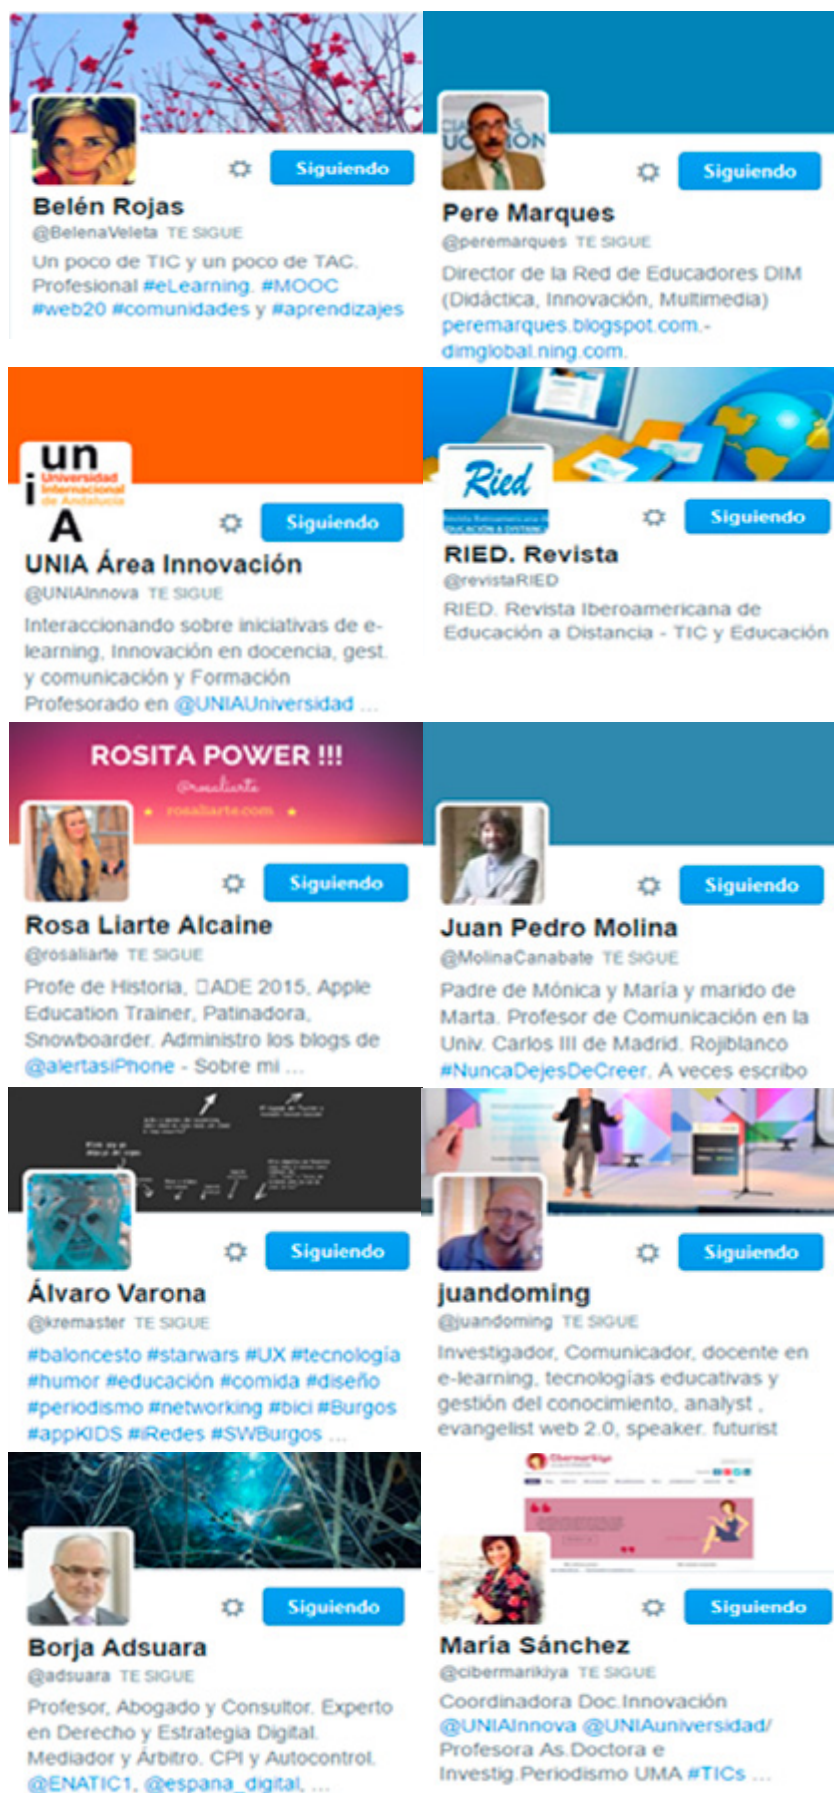 Siguiendo
Belén Rojas
@BelenaVeleta TE SIGUE
Un poco de TIC y un poco de TAC.
Profesional #eLearning. #MOOC
#web20 #comunidades y #aprendizajes
Siguiendo
Pere Marques
@peremarques TE SIGUE
Director de la Red de Educadores DIM
(Didáctica, Innovación, Multimedia)
peremarques.blogspot.com.-
dimglobal.ning.com.
un
i Universidad
Internacional
de Andalucía
A
Siguiendo
UNIA Área Innovación
@UNIAInnova TE SIGUE
Interaccionando sobre iniciativas de e-
learning, Innovación en docencia, gest.
y comunicación y Formación
Profesorado en @UNIAUniversidad ...
Ried
Siguiendo
RIED. Revista
@revistaRIED
RIED. Revista Iberoamericana de
Educación a Distancia - TIC y Educación
ROSITA POWER !!!
@rosaliarte
rosaliarte.com
Siguiendo
Rosa Liarte Alcaine
@rosaliarte TE SIGUE
Profe de Historia, ADE 2015, Apple
Education Trainer, Patinadora,
Snowboarder. Administro los blogs de
@alertasiPhone - Sobre mi ...
Siguiendo
Juan Pedro Molina
@MolinaCanabate TE SIGUE
Padre de Mónica y María y marido de
Marta. Profesor de Comunicación en la
Univ. Carlos III de Madrid. Rojiblanco
#NuncaDejesDeCreer. A veces escribo
Siguiendo
Álvaro Varona
@kremaster TE SIGUE
#baloncesto #starwars #UX #tecnología
#humor #educación #comida #diseño
#periodismo #networking #bici #Burgos
#appKIDS #iRedes #SWBurgos ...
Siguiendo
juandoming
@juandoming TE SIGUE
Investigador, Comunicador, docente en
e-learning, tecnologías educativas y
gestión del conocimiento, analyst ,
evangelist web 2.0, speaker. futurist
Siguiendo
Borja Adsuara
@adsuara TE SIGUE
Profesor, Abogado y Consultor. Experto
en Derecho y Estrategia Digital.
Mediador y Árbitro. CPI y Autocontrol.
@ENATIC1, @espana_digital, ...
Cibermarikiya
Siguiendo
María Sánchez
@cibermarikiya TE SIGUE
Coordinadora Doc.Innovación
@UNIAInnova @UNIAuniversidad/
Profesora As.Doctora e
Investig.Periodismo UMA #TICs ...